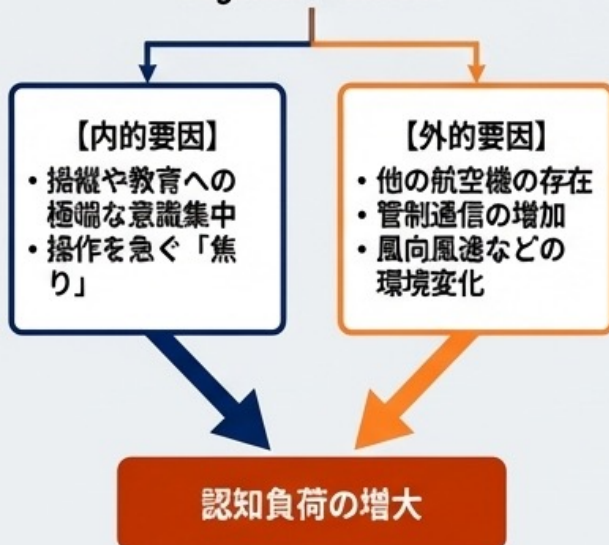 【内的要因】
• 操縦や教育への
極端な意識集中
• 操作を急ぐ「焦
り」
【外的要因】
• 他の航空機の存在
• 管制通信の増加
• 風向風速などの
環境変化
認知負荷の増大